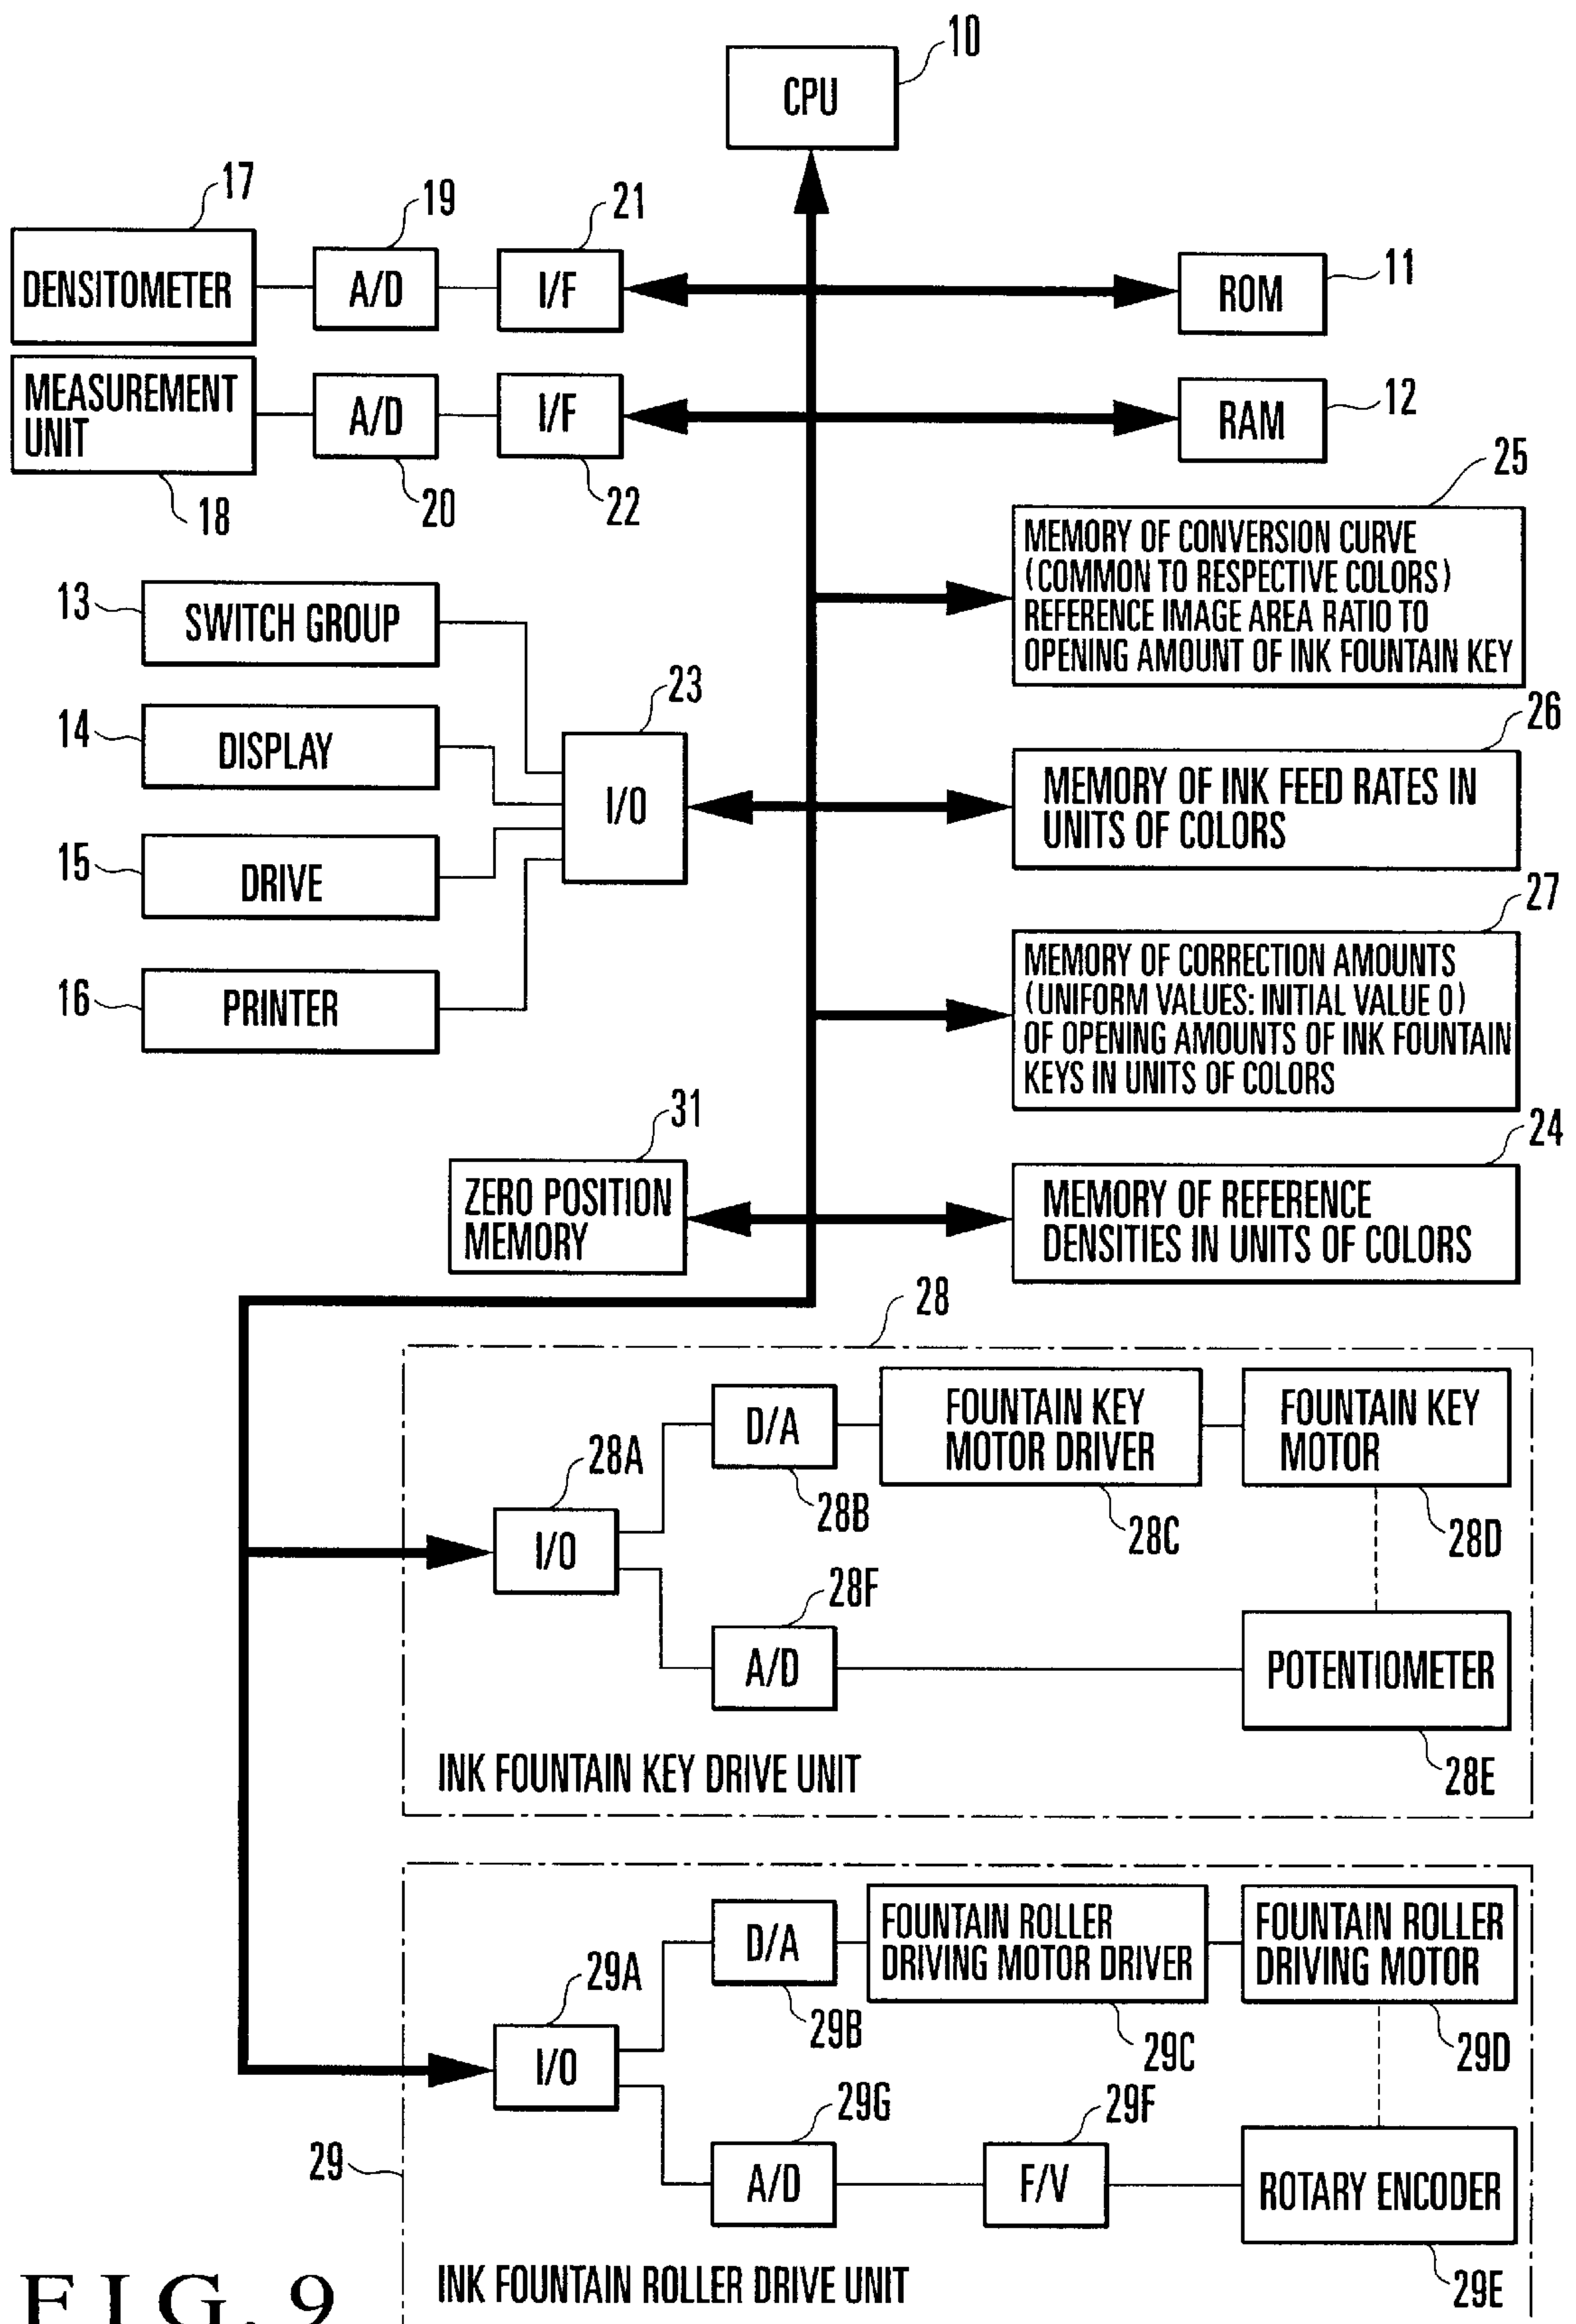 10
CPU
17
19
21
DENSITOMETER
A/D
I/F
ROM
11
MEASUREMENT
UNIT
A/D
I/F
RAM
12
18
20
22
25
MEMORY OF CONVERSION CURVE
(COMMON TO RESPECTIVE COLORS)
REFERENCE IMAGE AREA RATIO TO
OPENING AMOUNT OF INK FOUNTAIN KEY
13
SWITCH GROUP
14
DISPLAY
23
I/O
26
MEMORY OF INK FEED RATES IN
UNITS OF COLORS
15
DRIVE
16
PRINTER
27
MEMORY OF CORRECTION AMOUNTS
(UNIFORM VALUES: INITIAL VALUE 0)
OF OPENING AMOUNTS OF INK FOUNTAIN
KEYS IN UNITS OF COLORS
31
ZERO POSITION
MEMORY
24
MEMORY OF REFERENCE
DENSITIES IN UNITS OF COLORS
28
28A
I/O
D/A
28B
FOUNTAIN KEY
MOTOR DRIVER
28C
FOUNTAIN KEY
MOTOR
28D
28F
A/D
POTENTIOMETER
28E
INK FOUNTAIN KEY DRIVE UNIT
29A
I/O
D/A
29B
FOUNTAIN ROLLER
DRIVING MOTOR DRIVER
29C
FOUNTAIN ROLLER
DRIVING MOTOR
29D
29
29G
A/D
29F
F/V
ROTARY ENCODER
29E
INK FOUNTAIN ROLLER DRIVE UNIT
FIG. 9